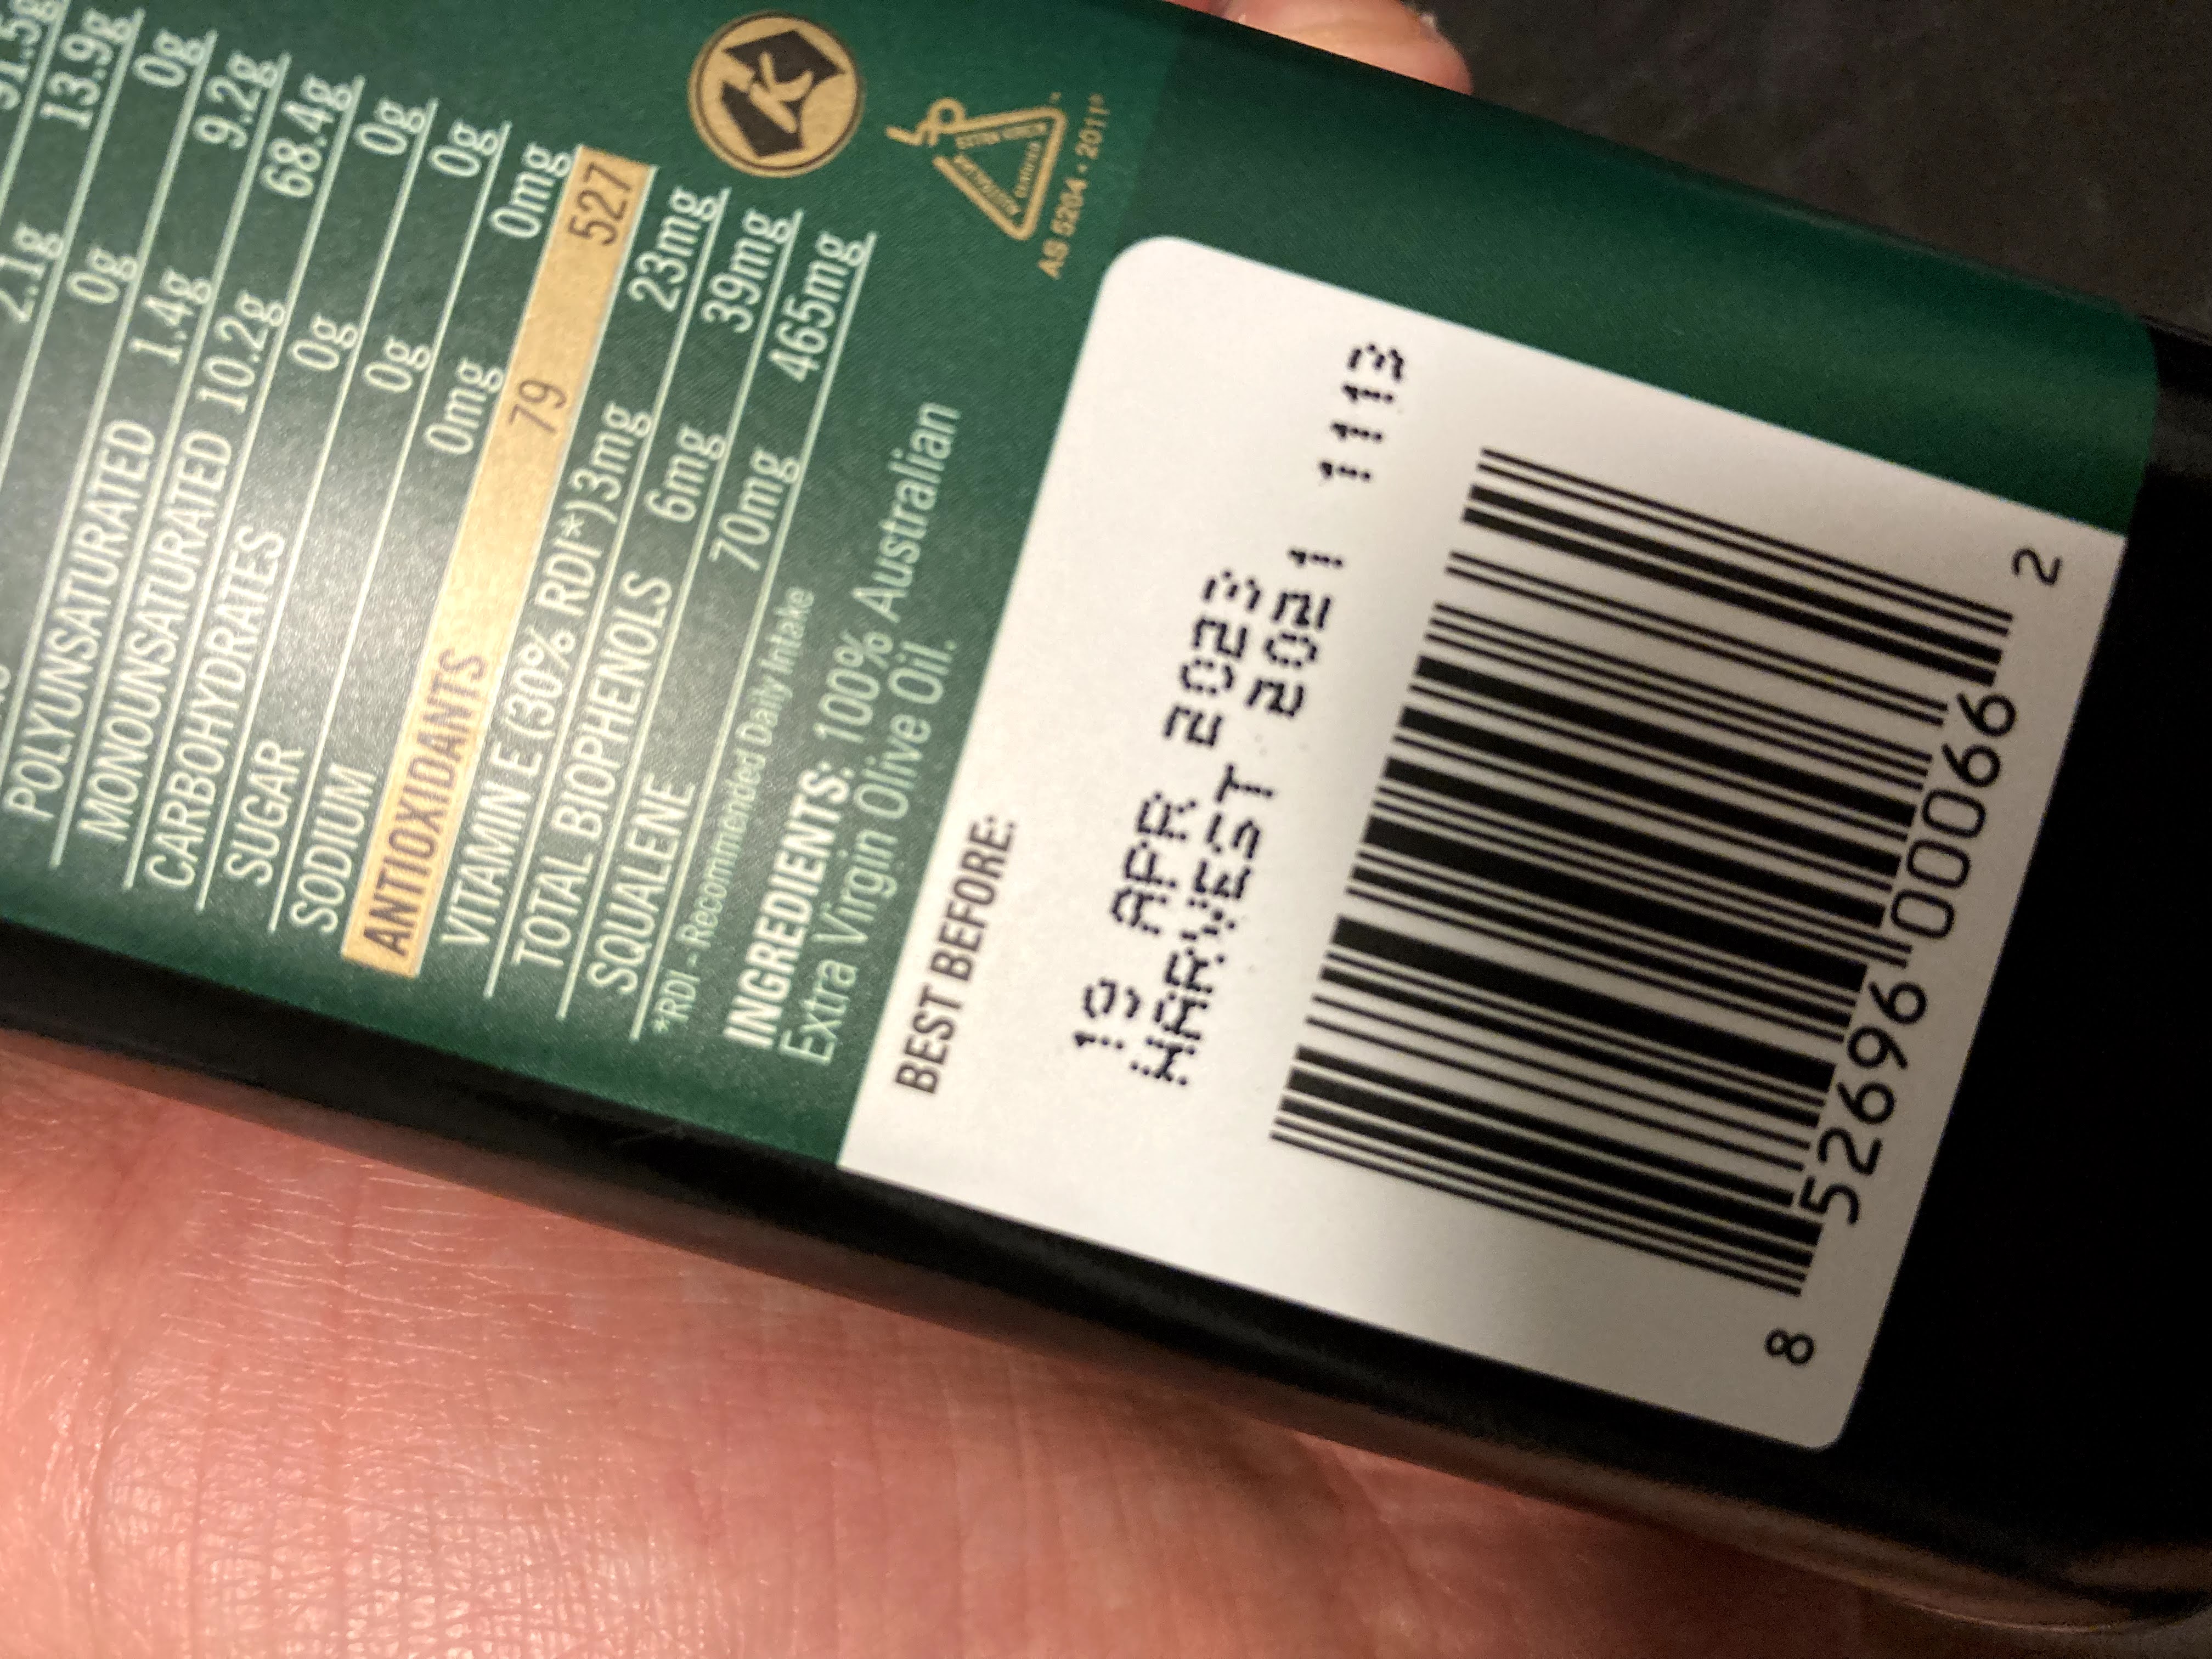 91.5g
2.1g 13.9g
0g 0g
POLYUNSATURATED 1.4g 9.2g
MONOUNSATURATED 10.2g 68.4g
CARBOHYDRATES 0g 0g
SUGAR 0g 0g
SODIUM 0mg 0mg
ANTIOXIDANTS 79 527
VITAMIN E (30% RDI*)3mg 23mg
TOTAL BIOPHENOLS 6mg 39mg
SQUALENE 70mg 465mg
*RDI - Recommended Daily Intake
INGREDIENTS: 100% Australian
Extra Virgin Olive Oil.
K
AS 5264 • 2011®
BEST BEFORE:
APR 2023
HARVEST 2021 1113
8 52696 00066 2